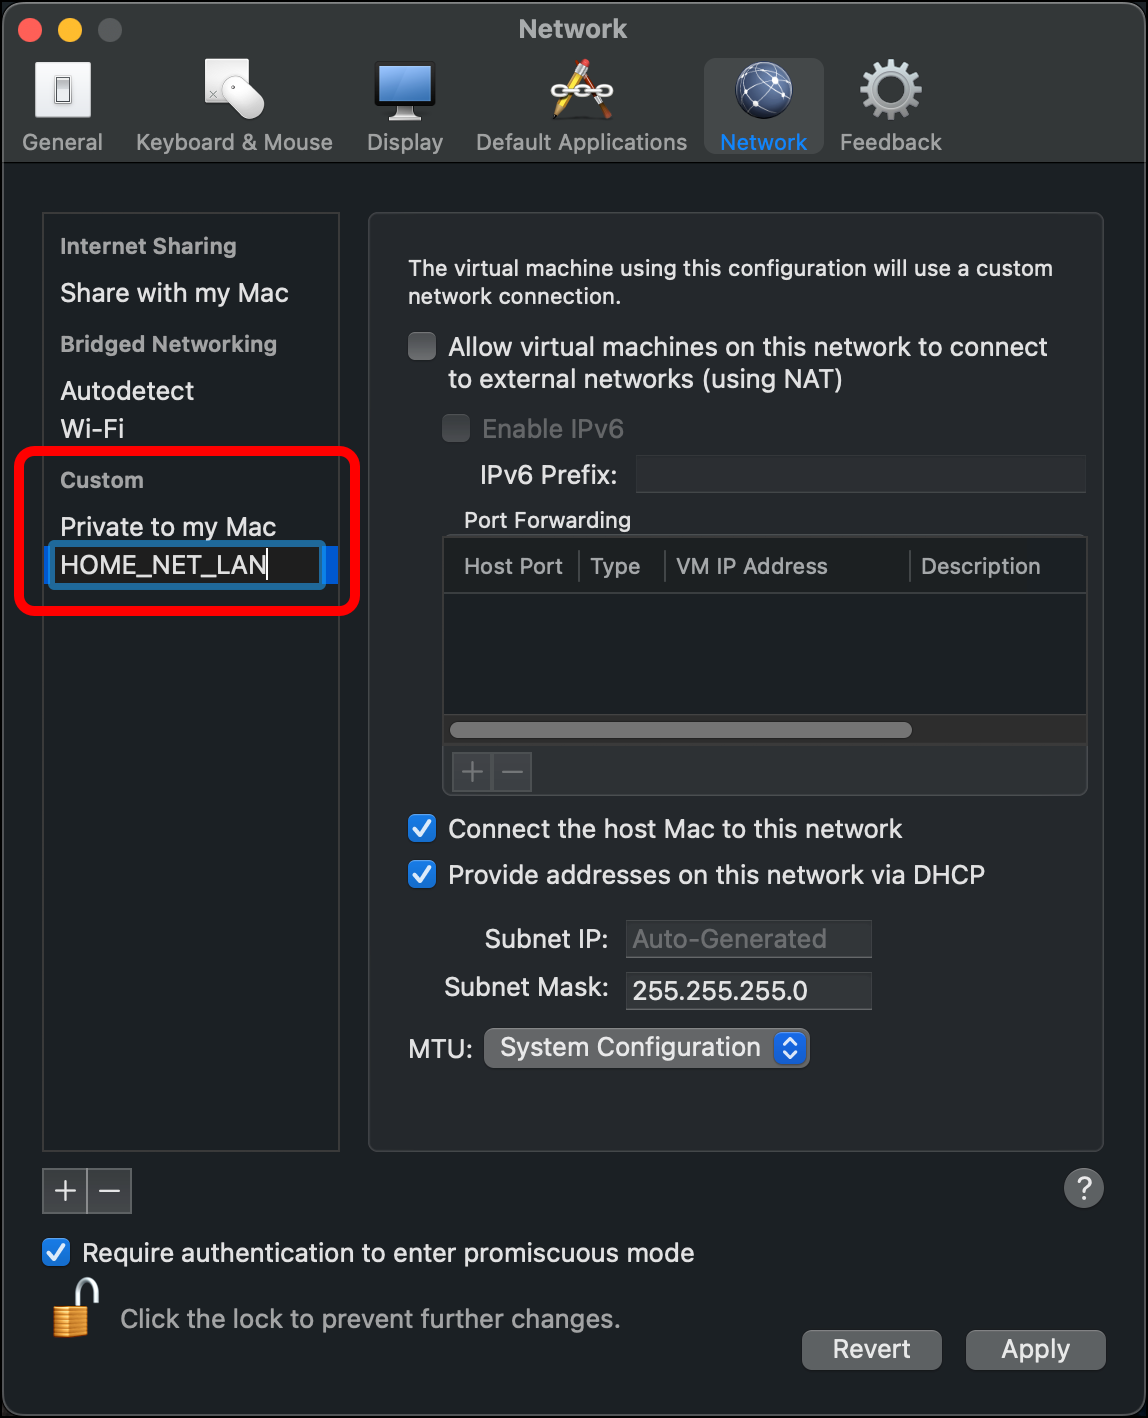 Network
General
Keyboard & Mouse
Display
Default Applications
Network
Feedback
Internet Sharing
Share with my Mac
Bridged Networking
Autodetect
Wi-Fi
Custom
Private to my Mac
HOME_NET_LAN
The virtual machine using this configuration will use a custom
network connection.
Allow virtual machines on this network to connect
to external networks (using NAT)
Enable IPv6
IPv6 Prefix:
Port Forwarding
Host Port
Type
VM IP Address
Description
Connect the host Mac to this network
Provide addresses on this network via DHCP
Subnet IP: Auto-Generated
Subnet Mask: 255.255.255.0
MTU: System Configuration
?
Require authentication to enter promiscuous mode
Click the lock to prevent further changes.
Revert
Apply